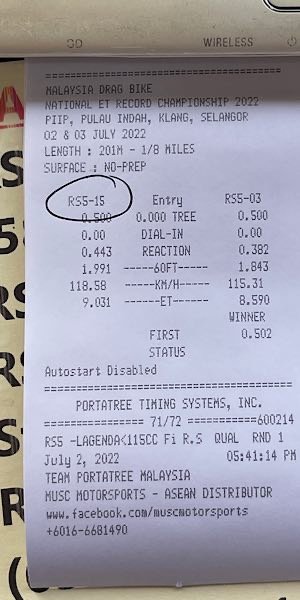 GO
WIRELESS
================================
MALAYSIA DRAG BIKE
NATIONAL ET RECORD CHAMPIONSHIP 2022
PIIP, PULAU INDAH, KLANG, SELANGOR
02 & 03 JULY 2022
LENGTH : 201M - 1/8 MILES
SURFACE : NO-PREP
RS5-15 Entry RS5-03
0.500 0.000 TREE 0.500
0.00 DIAL-IN 0.00
0.443 REACTION 0.382
1.991 -----60FT----- 1.843
118.58 -----KM/H----- 115.31
9.031 ------ET------ 8.590
WINNER
FIRST 0.502
STATUS
Autostart Disabled
================================
PORTATREE TIMING SYSTEMS, INC.
============== 71/72 =========600214
RS5 -LAGENDA<115CC Fi R.S QUAL RND 1
July 2, 2022 05:41:14 PM
TEAM PORTATREE MALAYSIA
MUSC MOTORSPORTS - ASEAN DISTRIBUTOR
www.facebook.com/muscmotorsports
+6016-6681490